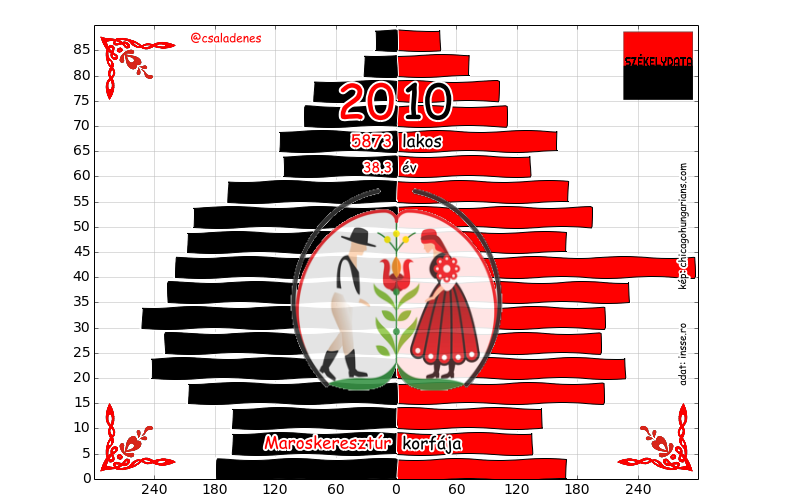 @csaladenes
SZÉKELYDATA
2010
5873 lakos
38.3 év
kép: chicagohungarians.com
adat: insse.ro
Maroskeresztúr korfája
85
80
75
70
65
60
55
50
45
40
35
30
25
20
15
10
5
0
240 180 120 60 0 60 120 180 240